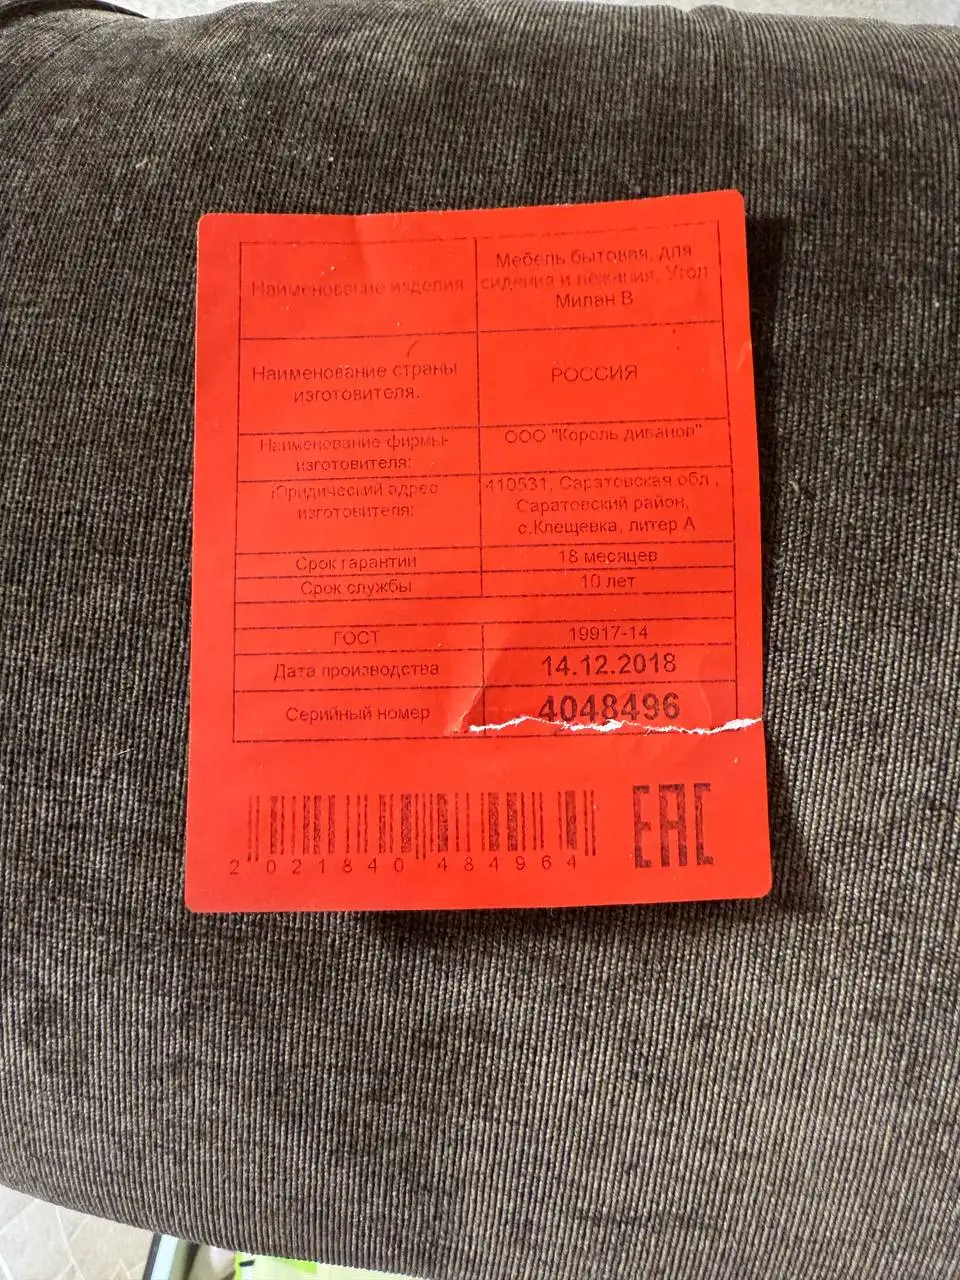 Наименование изделия
Мебель бытовая, для
сидения и лежания, Угол
Милан В
Наименование страны
изготовителя.
РОССИЯ
Наименование фирмы-
изготовителя:
ООО "Король диванов"
Юридический адрес
изготовителя:
410531, Саратовская обл.,
Саратовский район,
с.Клещевка, литер А
Срок гарантии
18 месяцев
Срок службы
10 лет
ГОСТ
19917-14
Дата производства
14.12.2018
Серийный номер
4048496
2 021840 484964
ЕАС